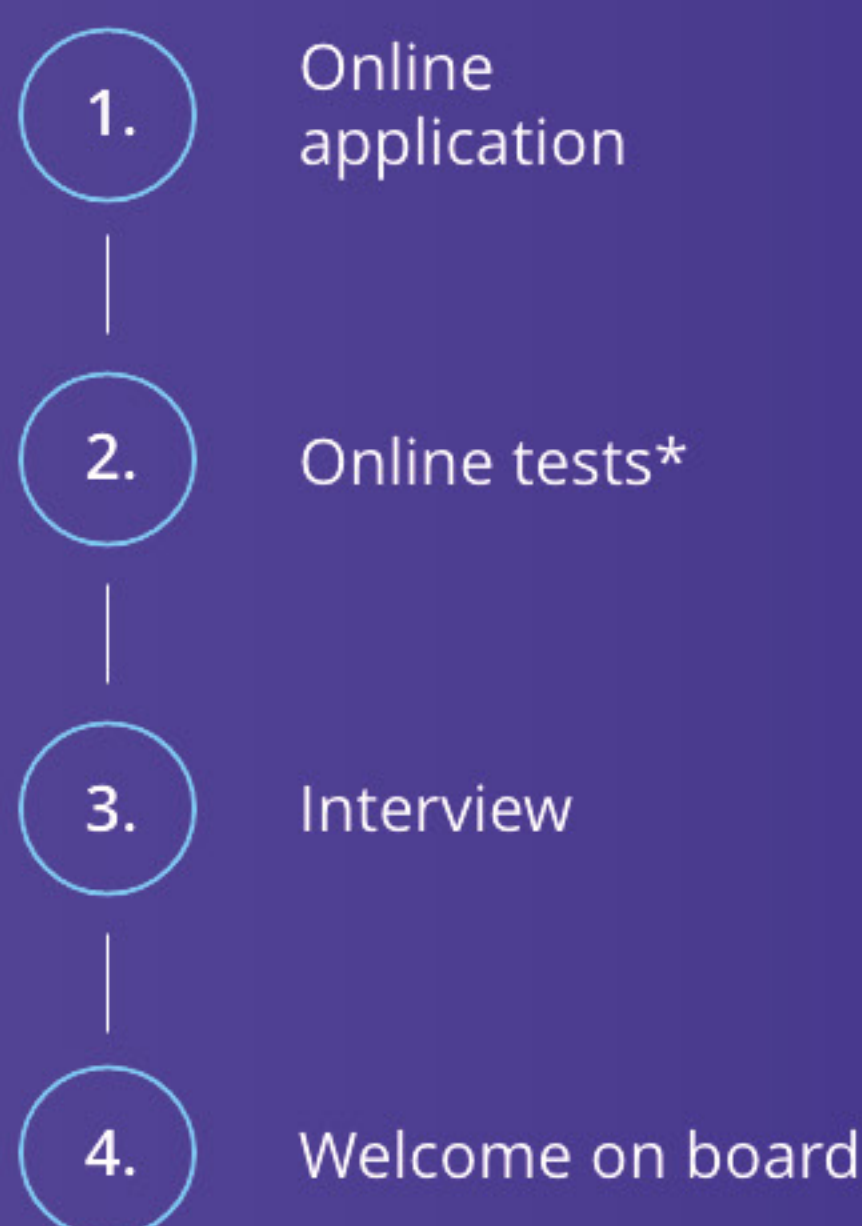 1.
Online
application
2.
Online tests*
3.
Interview
4.
Welcome on board